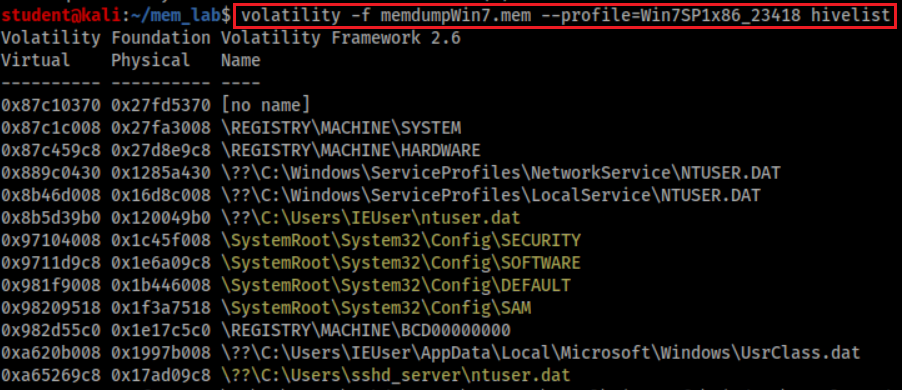 student@kali:~/mem_lab$ volatility -f memdumpWin7.mem --profile=Win7SP1x86_23418 hivelist
Volatility Foundation Volatility Framework 2.6
Virtual    Physical   Name
---------- ---------- ----
0x87c10370 0x27fd5370 [no name]
0x87c1c008 0x27fa3008 \REGISTRY\MACHINE\SYSTEM
0x87c459c8 0x27d8e9c8 \REGISTRY\MACHINE\HARDWARE
0x889c0430 0x1285a430 \??\C:\Windows\ServiceProfiles\NetworkService\NTUSER.DAT
0x8b46d008 0x16d8c008 \??\C:\Windows\ServiceProfiles\LocalService\NTUSER.DAT
0x8b5d39b0 0x120049b0 \??\C:\Users\IEUser\ntuser.dat
0x97104008 0x1c45f008 \SystemRoot\System32\Config\SECURITY
0x9711d9c8 0x1e6a09c8 \SystemRoot\System32\Config\SOFTWARE
0x981f9008 0x1b446008 \SystemRoot\System32\Config\DEFAULT
0x98209518 0x1f3a7518 \SystemRoot\System32\Config\SAM
0x982d55c0 0x1e17c5c0 \REGISTRY\MACHINE\BCD00000000
0xa620b008 0x1997b008 \??\C:\Users\IEUser\AppData\Local\Microsoft\Windows\UsrClass.dat
0xa65269c8 0x17ad09c8 \??\C:\Users\sshd_server\ntuser.dat